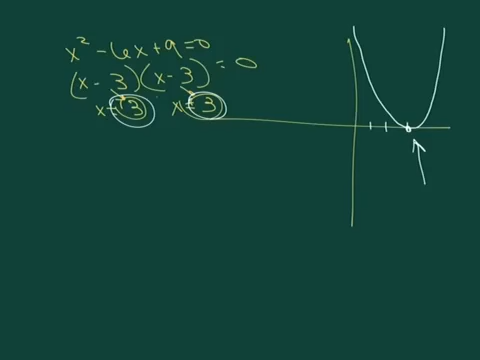 x² - 6x + 9 = 0
(x - 3)(x - 3) = 0
x = +3 x = 3